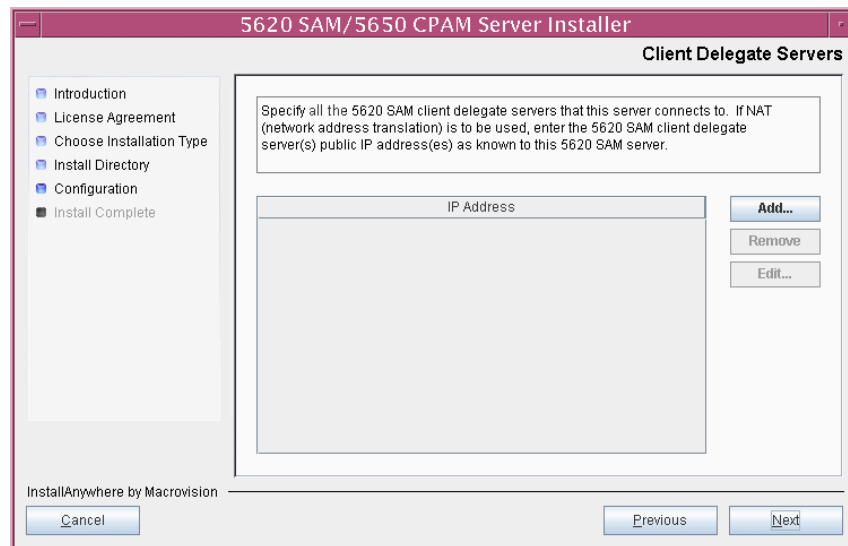 5620 SAM/5650 CPAM Server Installer
Client Delegate Servers
Introduction
License Agreement
Choose Installation Type
Install Directory
Configuration
Install Complete
Specify all the 5620 SAM client delegate servers that this server connects to. If NAT
(network address translation) is to be used, enter the 5620 SAM client delegate
server(s) public IP address(es) as known to this 5620 SAM server.
IP Address
Add...
Remove
Edit...
InstallAnywhere by Macrovision
Cancel
Previous
Next